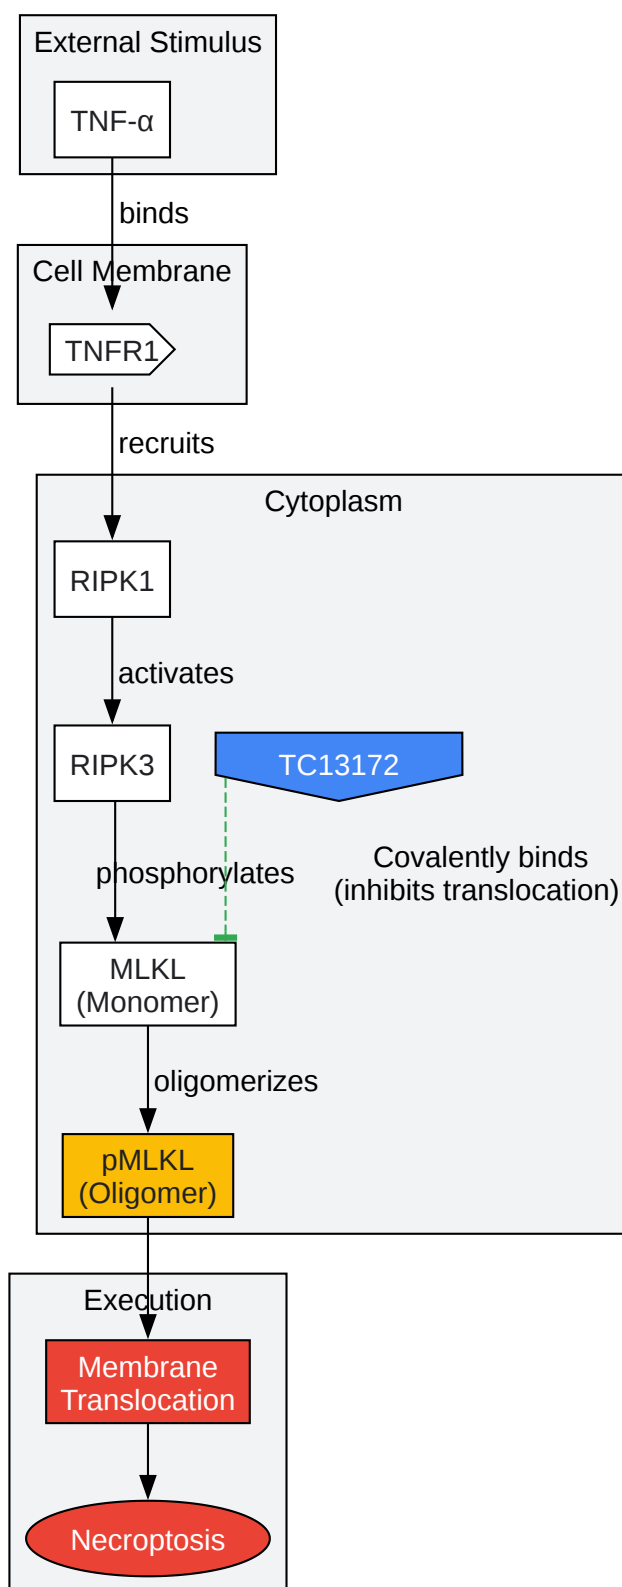 External Stimulus
TNF-α
binds
Cell Membrane
TNFR1
recruits
Cytoplasm
RIPK1
activates
RIPK3
TC13172
phosphorylates
Covalently binds
(inhibits translocation)
MLKL
(Monomer)
oligomerizes
pMLKL
(Oligomer)
Execution
Membrane
Translocation
Necroptosis